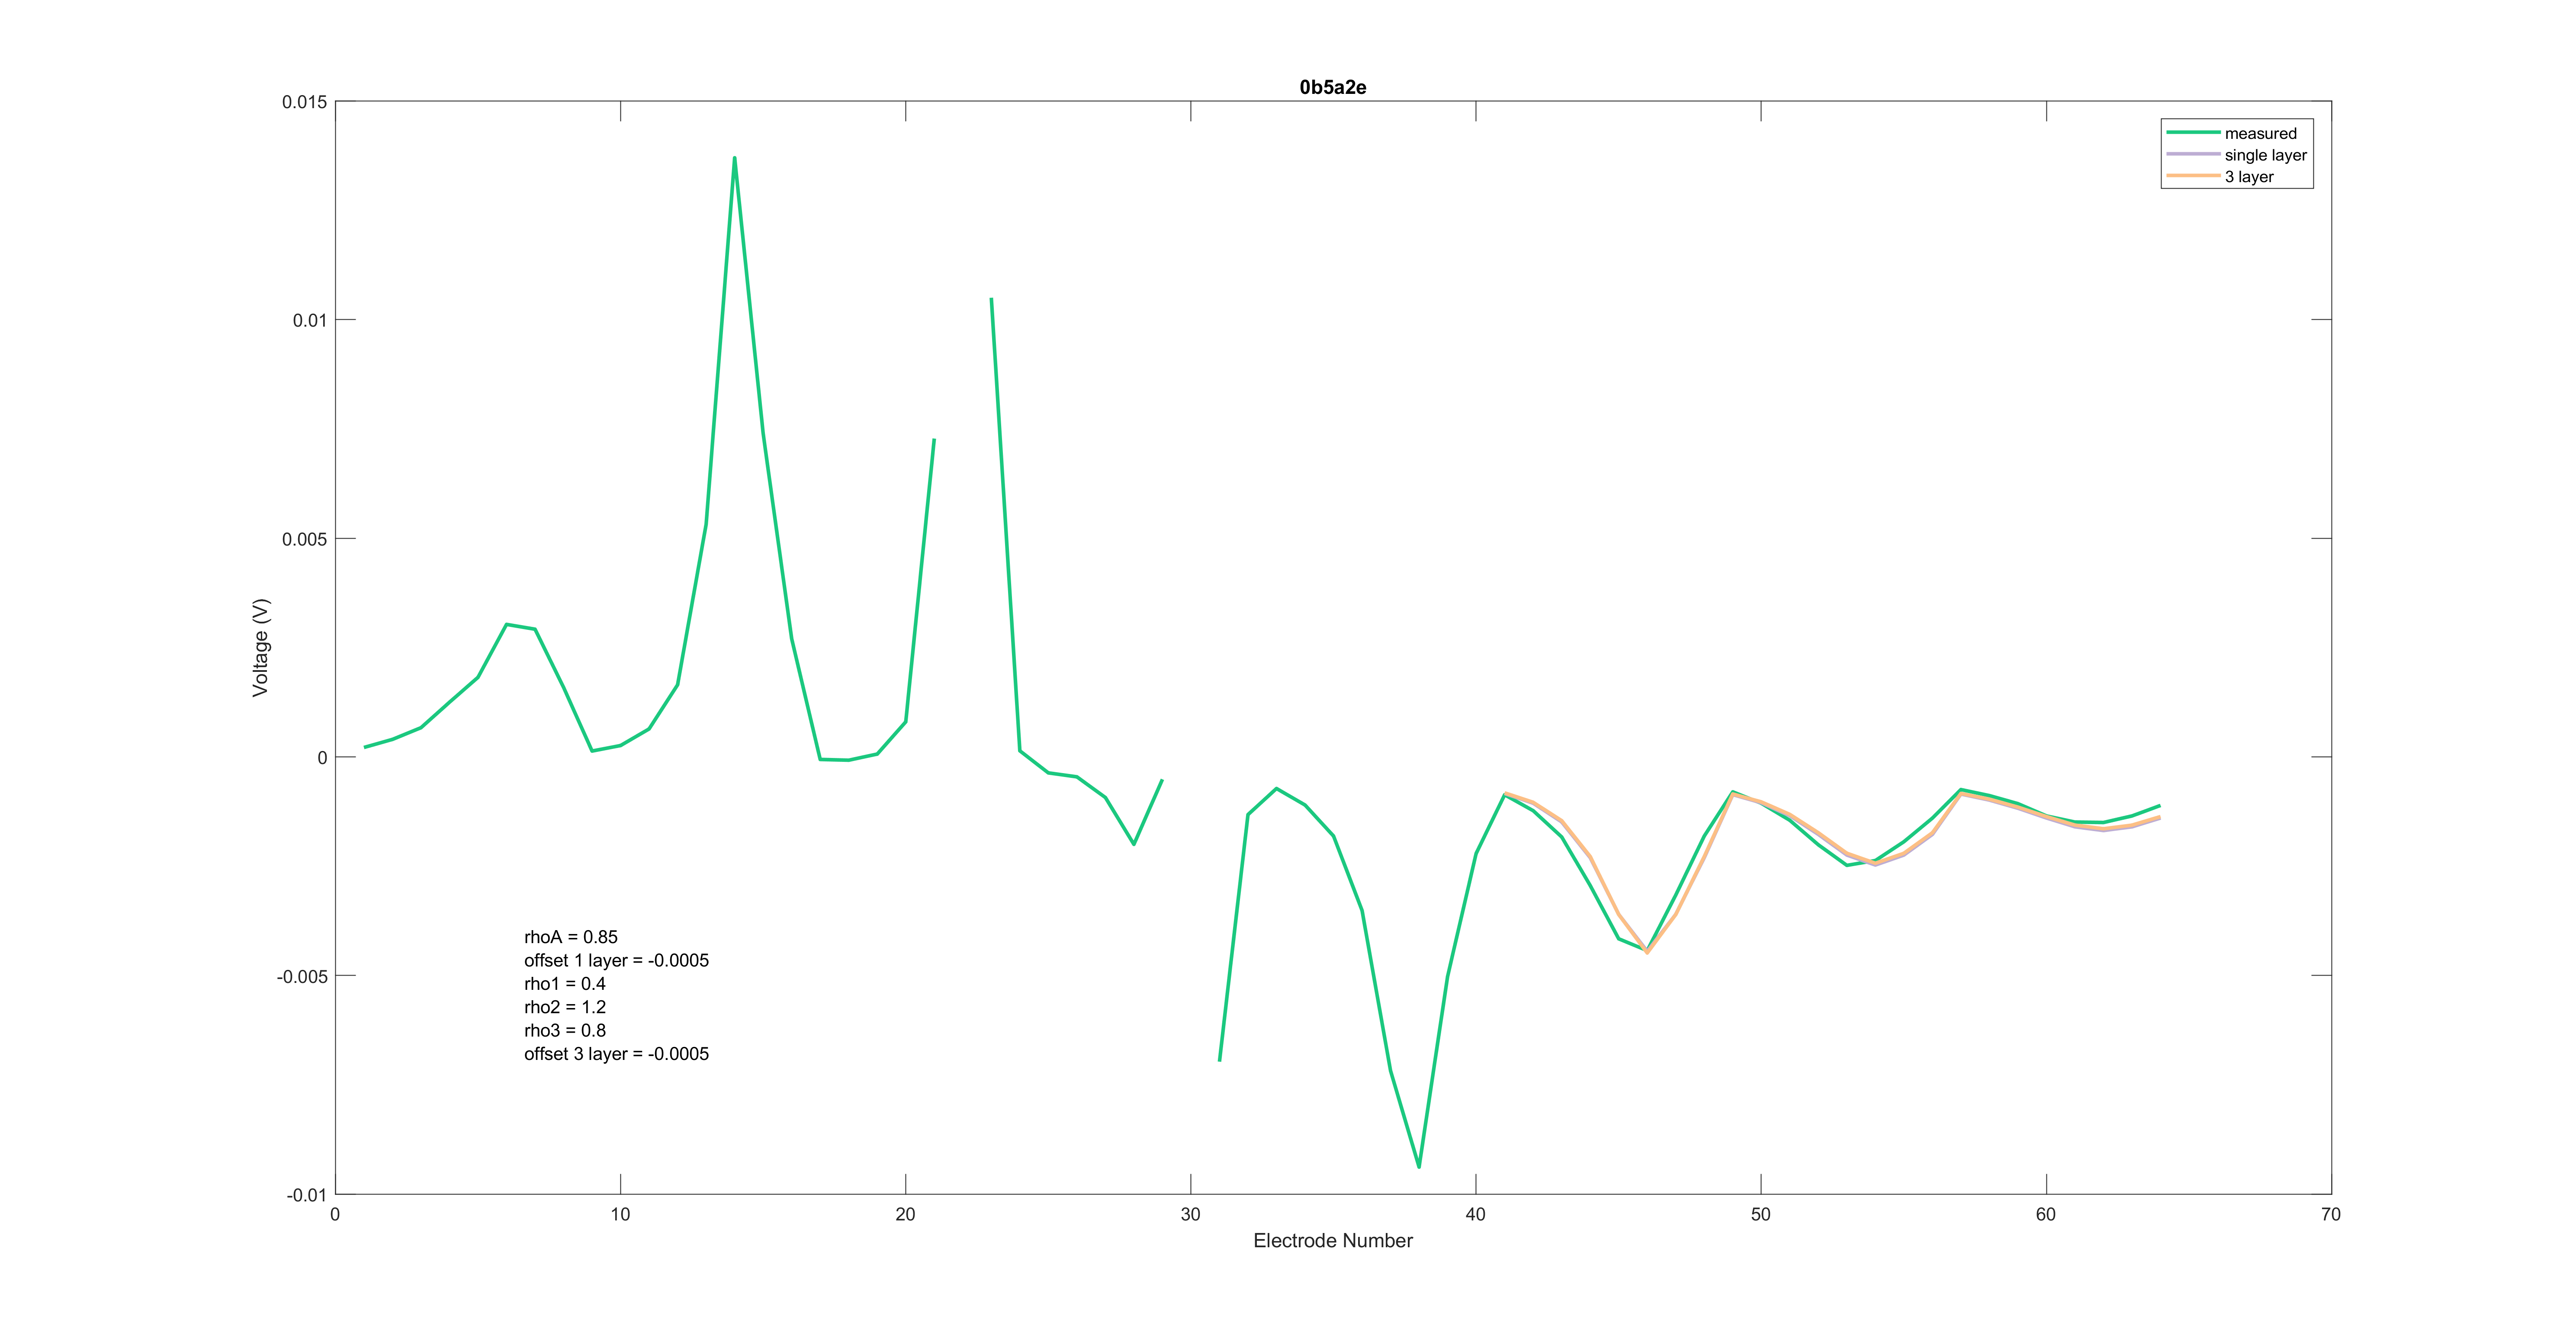 0b5a2e
measured
single layer
3 layer
0.015
0.01
0.005
0
-0.005
-0.01
Voltage (V)
rhoA = 0.85
offset 1 layer = -0.0005
rho1 = 0.4
rho2 = 1.2
rho3 = 0.8
offset 3 layer = -0.0005
0 10 20 30 40 50 60 70
Electrode Number